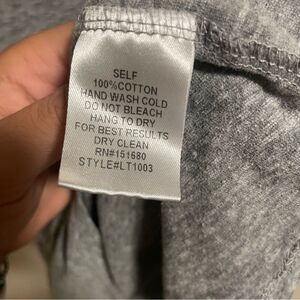 SELF
100%COTTON
HAND WASH COLD
DO NOT BLEACH
HANG TO DRY
FOR BEST RESULTS
DRY CLEAN
RN#151680
STYLE#LT1003